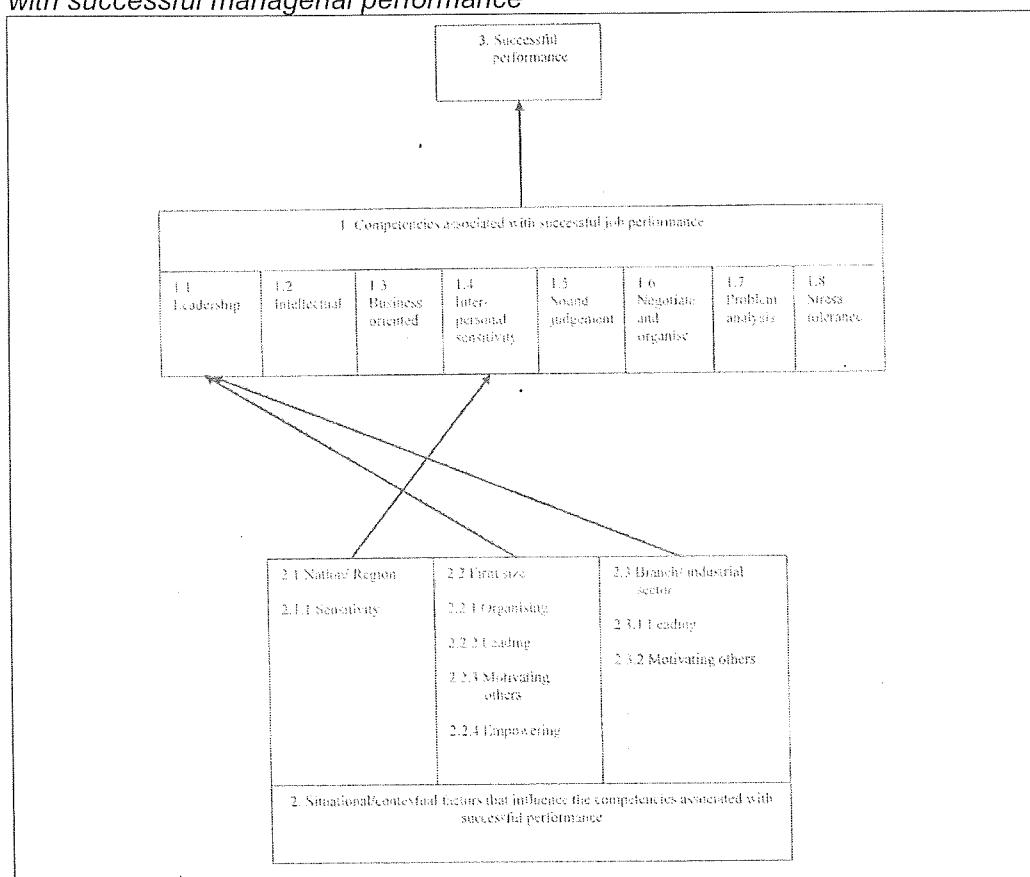 with successful managerial performance
3. Successful
performance
1. Competencies associated with successful job performance
1.1
Leadership
1.2
Intellectual
1.3
Business
oriented
1.4
Inter-
personal
sensitivity
1.5
Sound
judgement
1.6
Negotiate
and
organise
1.7
Problem
analysis
1.8
Stress
tolerance
2.1 Nation/ Region
2.1.1 Sensitivity
2.2 Firm size
2.2.1 Organising
2.2.2 Leading
2.2.3 Motivating
others
2.2.4 Empowering
2.3 Branch/ industrial
sector
2.3.1 Leading
2.3.2 Motivating others
2. Situational/contextual factors that influence the competencies associated with
successful performance